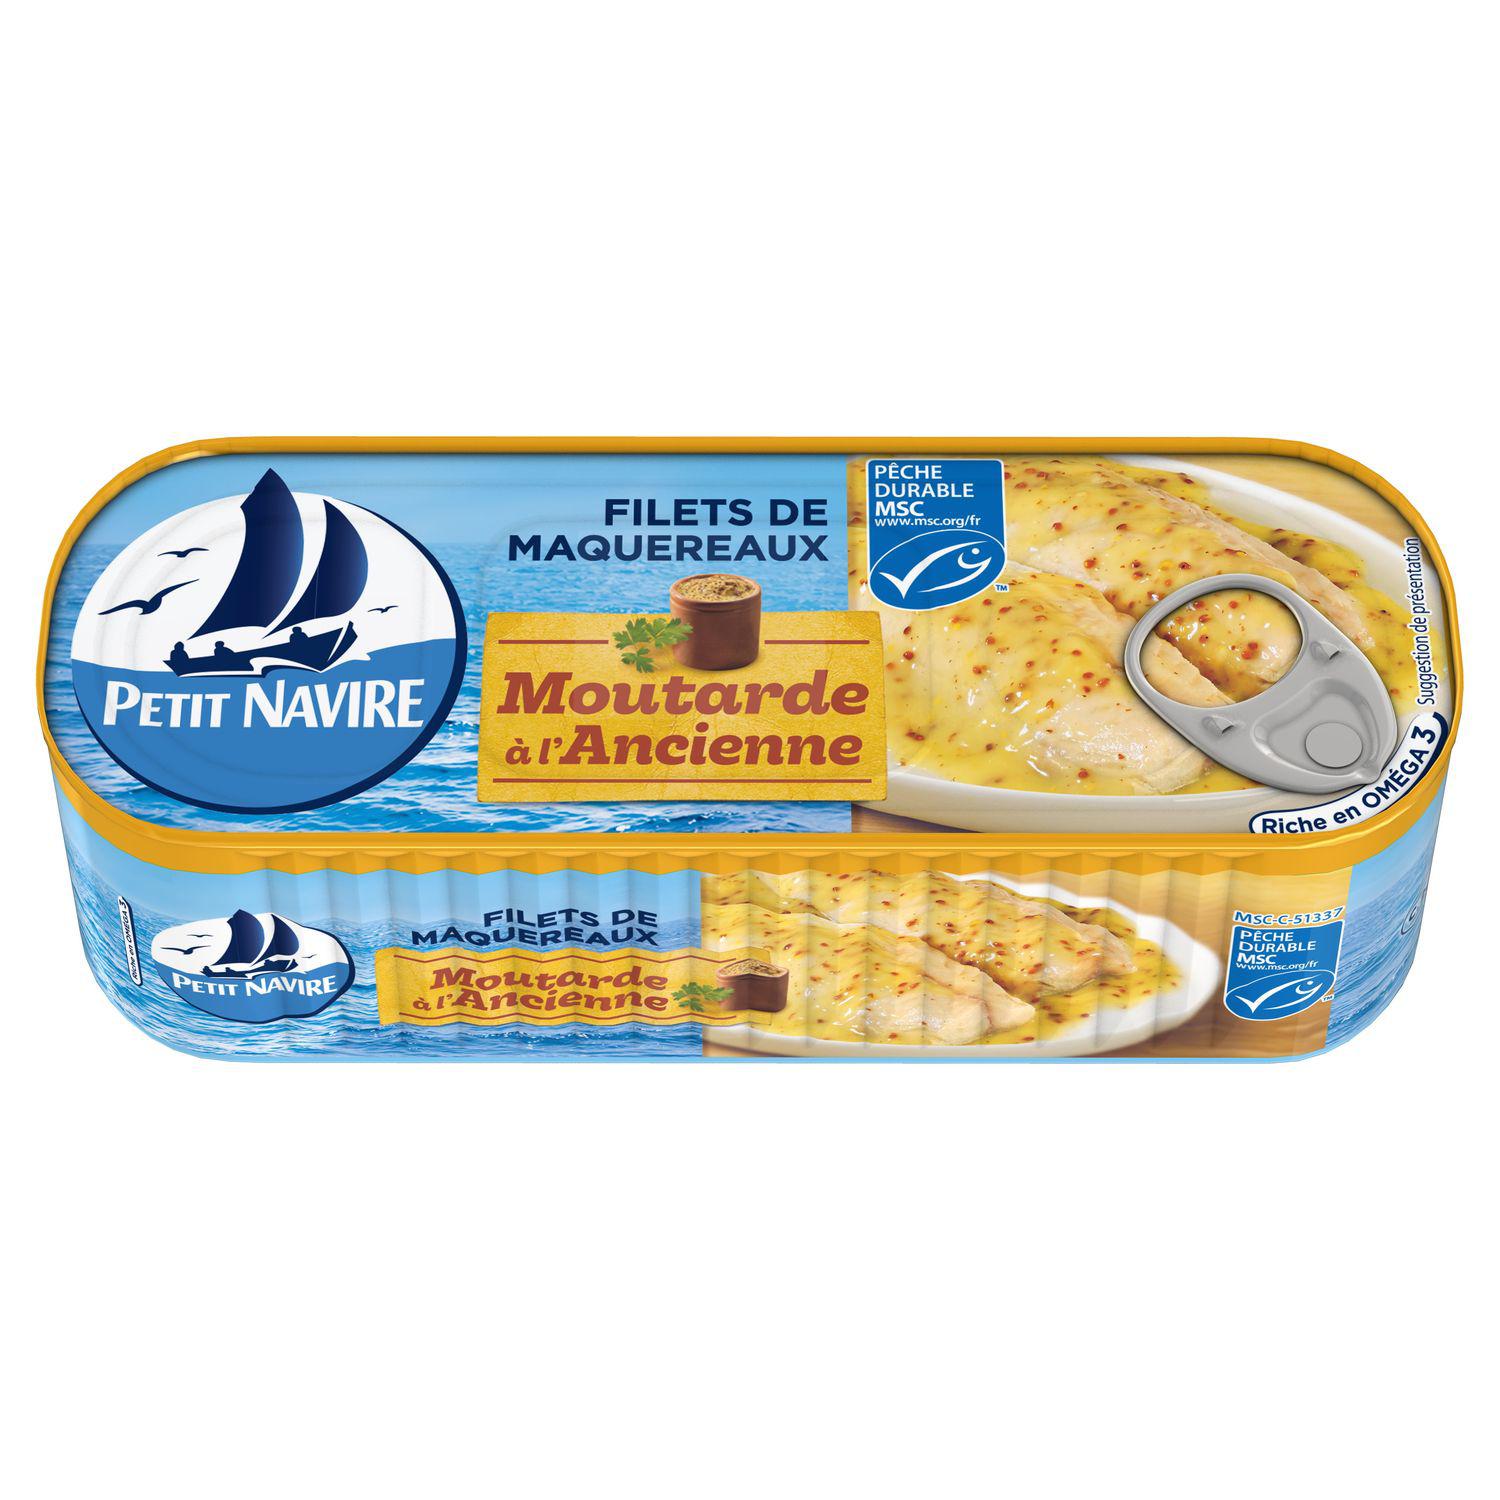 PETIT NAVIRE
FILETS DE
MAQUEREAUX
Moutarde
à l'Ancienne
PÊCHE
DURABLE
MSC
www.msc.org/fr
TM
Suggestion de présentation
Riche en OMÉGA 3
Riche en OMÉGA 3
PETIT NAVIRE
FILETS DE
MAQUEREAUX
Moutarde
à l'Ancienne
MSC-C-51337
PÊCHE
DURABLE
MSC
www.msc.org/fr
TM